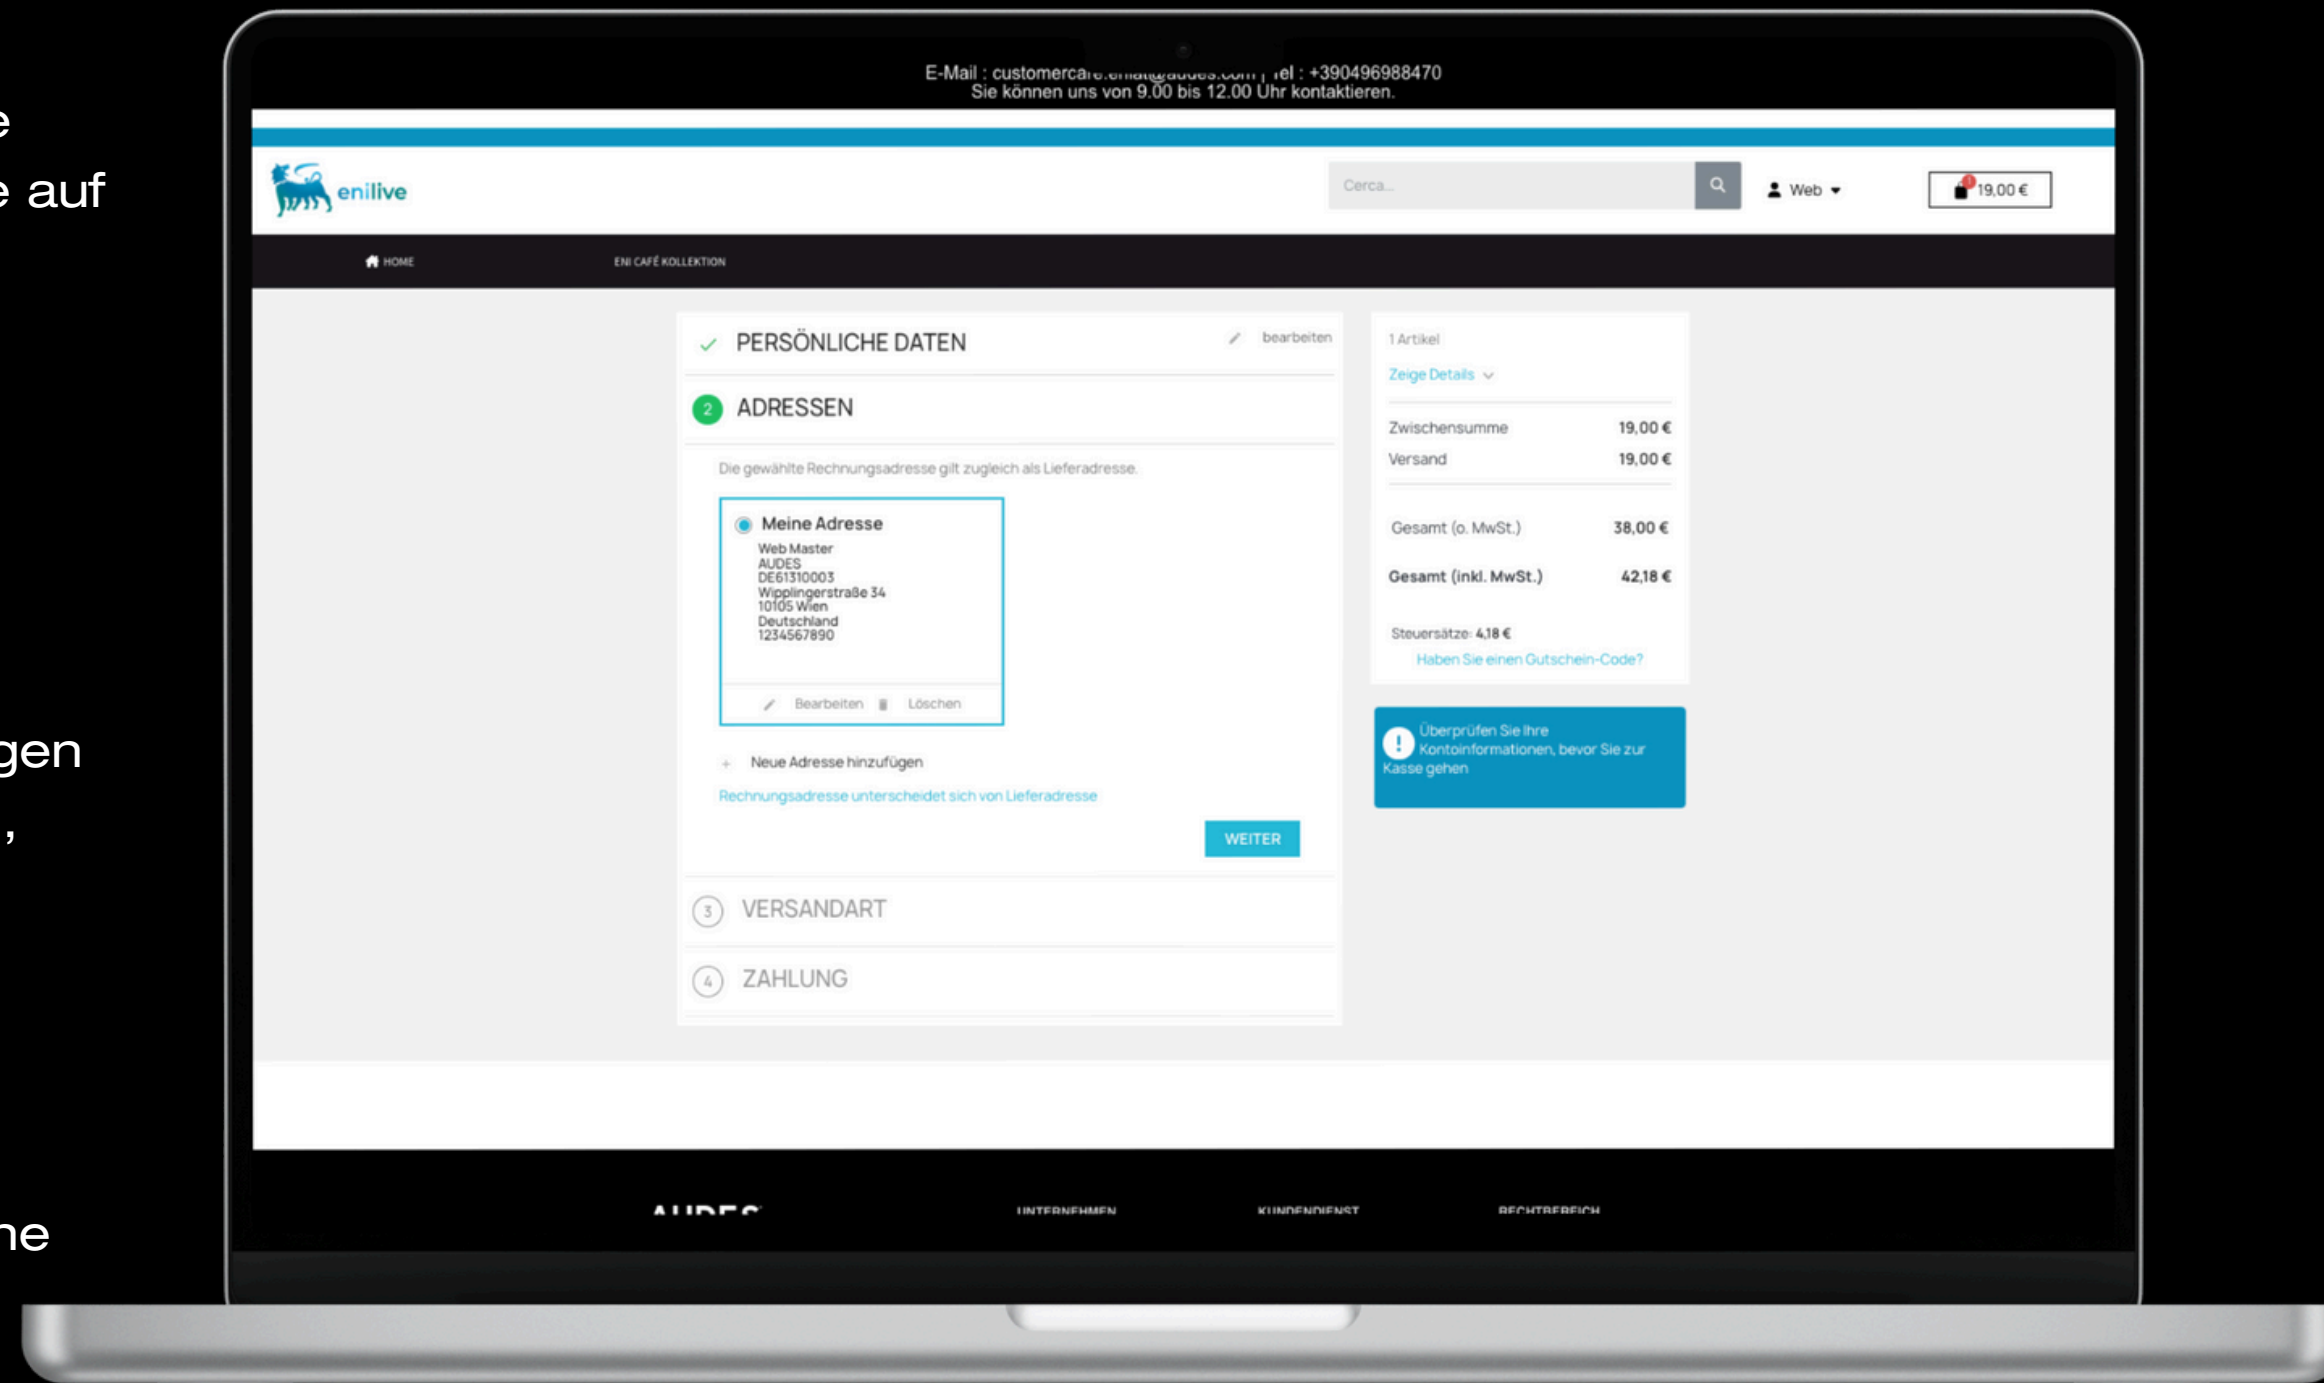 auf
E-Mail : | Tel : +390496988470
Sie können uns von 9.00 bis 12.00 Uhr kontaktieren.
enilive
Cerca...
Web
1
19,00 €
HOME
ENI CAFÉ KOLLEKTION
PERSÖNLICHE DATEN
bearbeiten
2 ADRESSEN
Die gewählte Rechnungsadresse gilt zugleich als Lieferadresse.
Meine Adresse
Web Master
AUDES
DE61310003
Wipplingerstraße 34
10105 Wien
Deutschland
1234567890
Bearbeiten Löschen
+ Neue Adresse hinzufügen
Rechnungsadresse unterscheidet sich von Lieferadresse
WEITER
3 VERSANDART
4 ZAHLUNG
1 Artikel
Zeige Details
Zwischensumme 19,00 €
Versand 19,00 €
Gesamt (o. MwSt.) 38,00 €
Gesamt (inkl. MwSt.) 42,18 €
Steuersätze: 4,18 €
Haben Sie einen Gutschein-Code?
! Überprüfen Sie Ihre
Kontoinformationen, bevor Sie zur
Kasse gehen
AUDES
UNTERNEHMEN
KUNDENDIENST
RECHTBEREICH